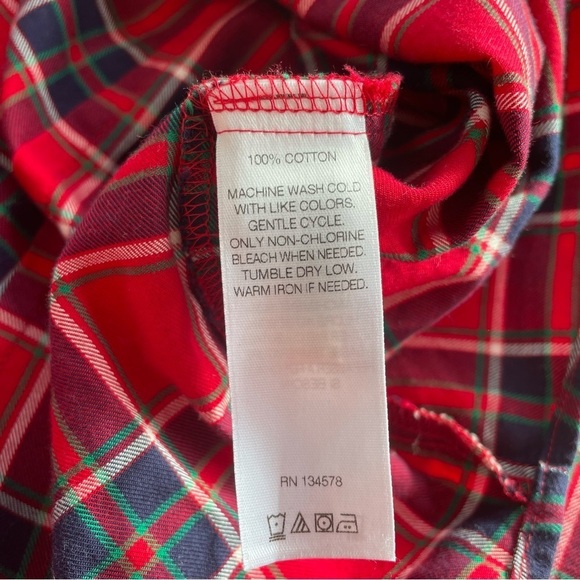 100% COTTON
MACHINE WASH COLD
WITH LIKE COLORS.
GENTLE CYCLE.
ONLY NON-CHLORINE
BLEACH WHEN NEEDED.
TUMBLE DRY LOW.
WARM IRON IF NEEDED.
RN 134578